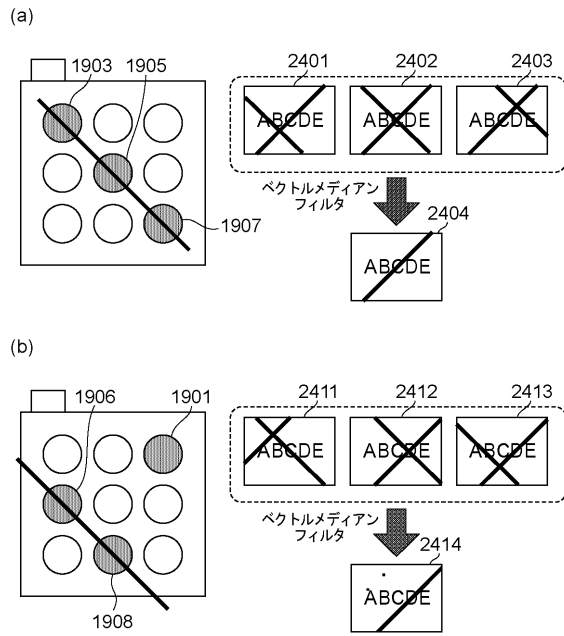 (a)
1903
1905
1907
2401
2402
2403
ABCDE
ABCDE
ABCDE
ベクトルメディアン
フィルタ
2404
ABCDE
(b)
1906
1901
1908
2411
2412
2413
ABCDE
ABCDE
ABCDE
ベクトルメディアン
フィルタ
2414
ABCDE